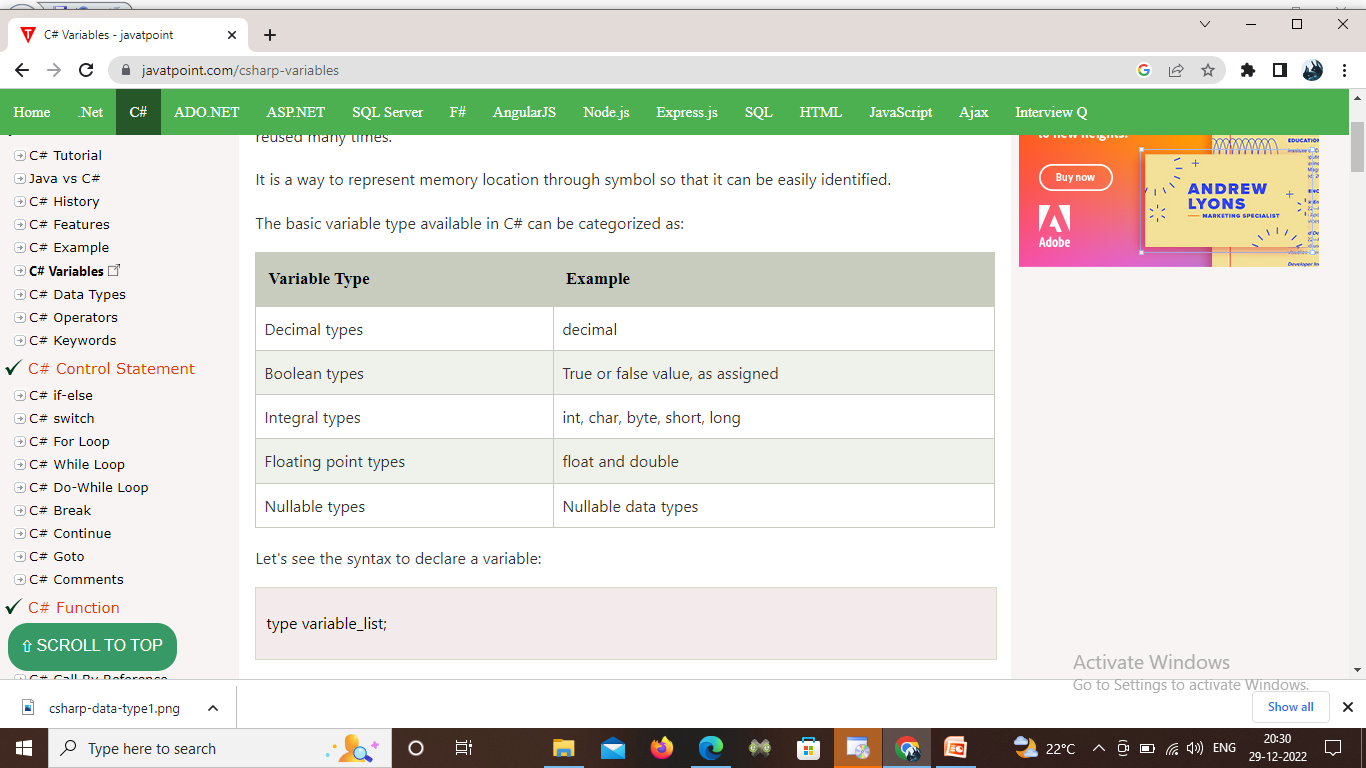 C# Variables - javatpoint
javatpoint.com/csharp-variables
Home .Net C# ADO.NET ASP.NET SQL Server F# AngularJS Node.js Express.js SQL HTML JavaScript Ajax Interview Q
C# Tutorial
Java vs C#
C# History
C# Features
C# Example
C# Variables
C# Data Types
C# Operators
C# Keywords
C# Control Statement
C# if-else
C# switch
C# For Loop
C# While Loop
C# Do-While Loop
C# Break
C# Continue
C# Goto
C# Comments
C# Function
⇧ SCROLL TO TOP
C# Call By Reference
reused many times.
It is a way to represent memory location through symbol so that it can be easily identified.
The basic variable type available in C# can be categorized as:
Variable Type Example
Decimal types decimal
Boolean types True or false value, as assigned
Integral types int, char, byte, short, long
Floating point types float and double
Nullable types Nullable data types
Let's see the syntax to declare a variable:
type variable_list;
to new heights.
Buy now
Adobe
ANDREW
LYONS
MARKETING SPECIALIST
EDUCATION
Activate Windows
Go to Settings to activate Windows.
csharp-data-type1.png
Show all
Type here to search
22°C
ENG
20:30
29-12-2022